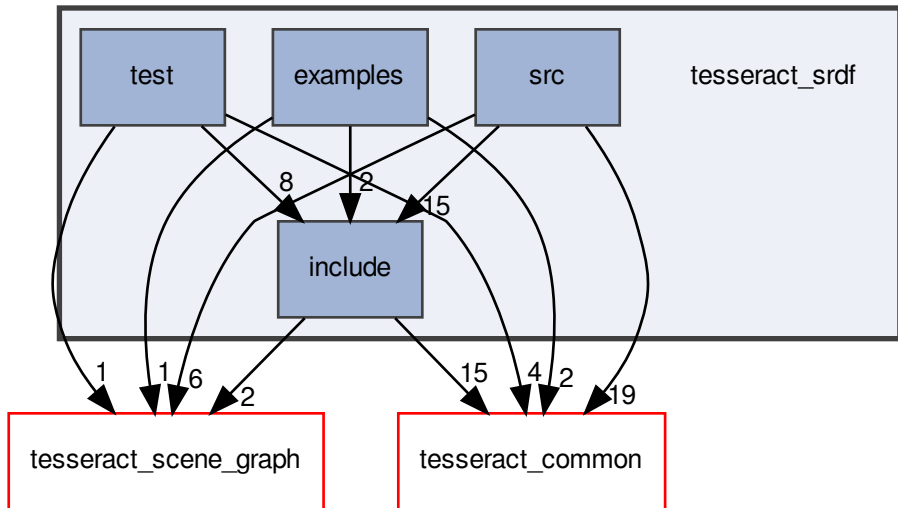 test
examples
src
tesseract_srdf
8
2
15
include
1
1
6
2
15
4
2
19
tesseract_scene_graph
tesseract_common